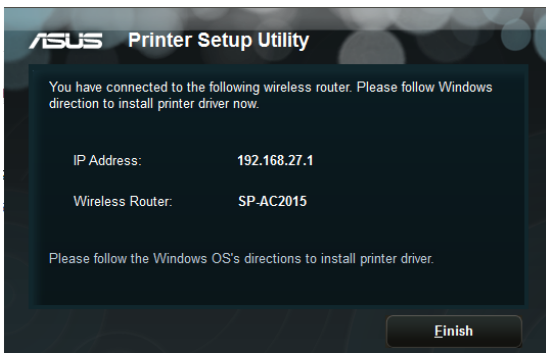 ASUS Printer Setup Utility
You have connected to the following wireless router. Please follow Windows
direction to install printer driver now.
IP Address: 192.168.27.1
Wireless Router: SP-AC2015
Please follow the Windows OS's directions to install printer driver.
Finish